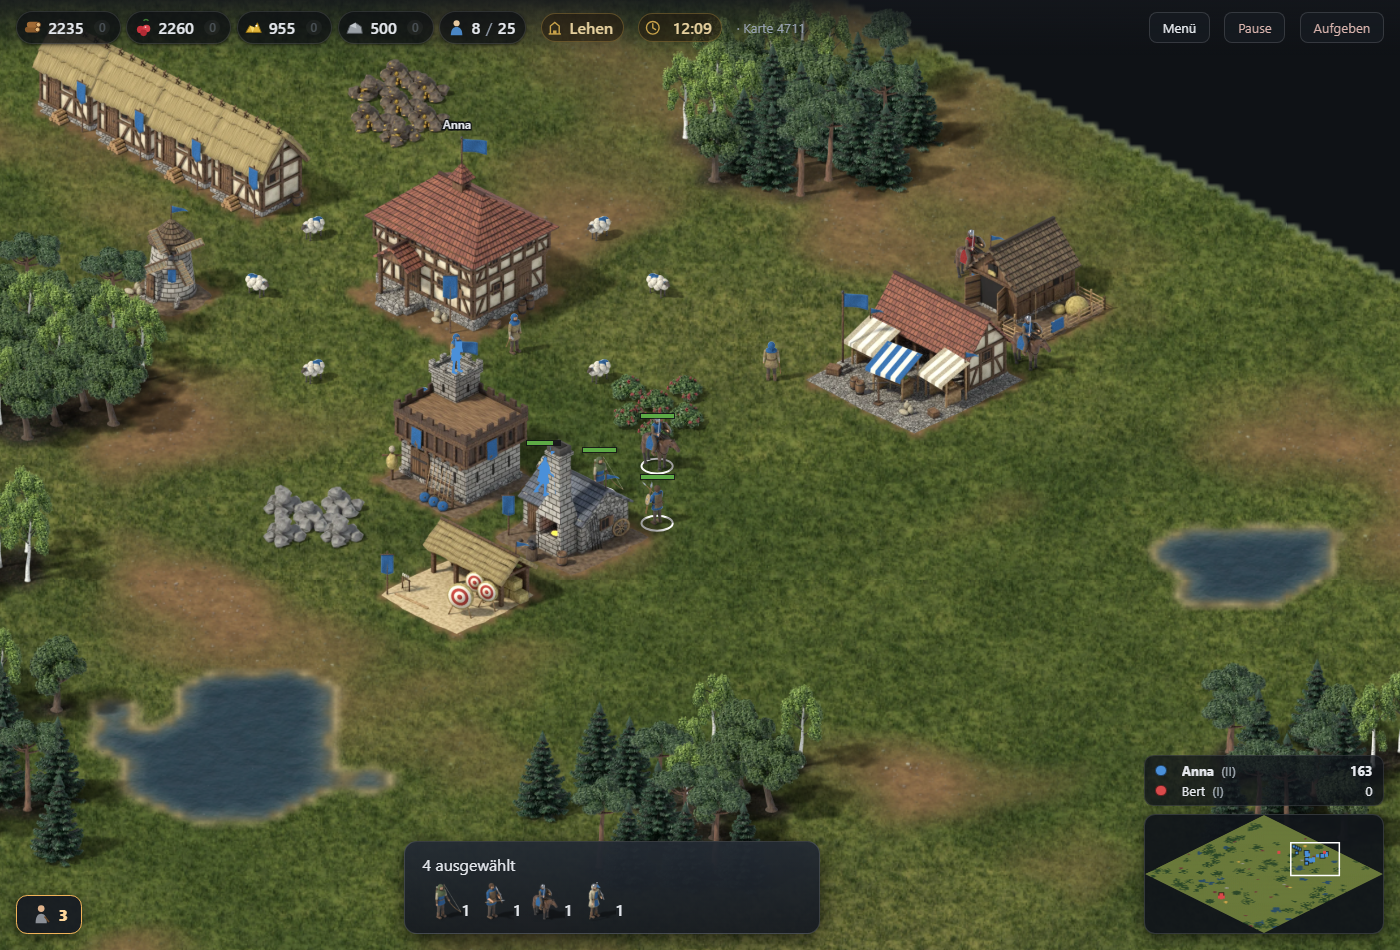 2235 0 2260 0 955 0 500 0 8 / 25 Lehen 12:09 · Karte 4711 Menü Pause Aufgeben
Anna
Anna (II) 163
Bert (I) 0
4 ausgewählt
1 1 1 1
3